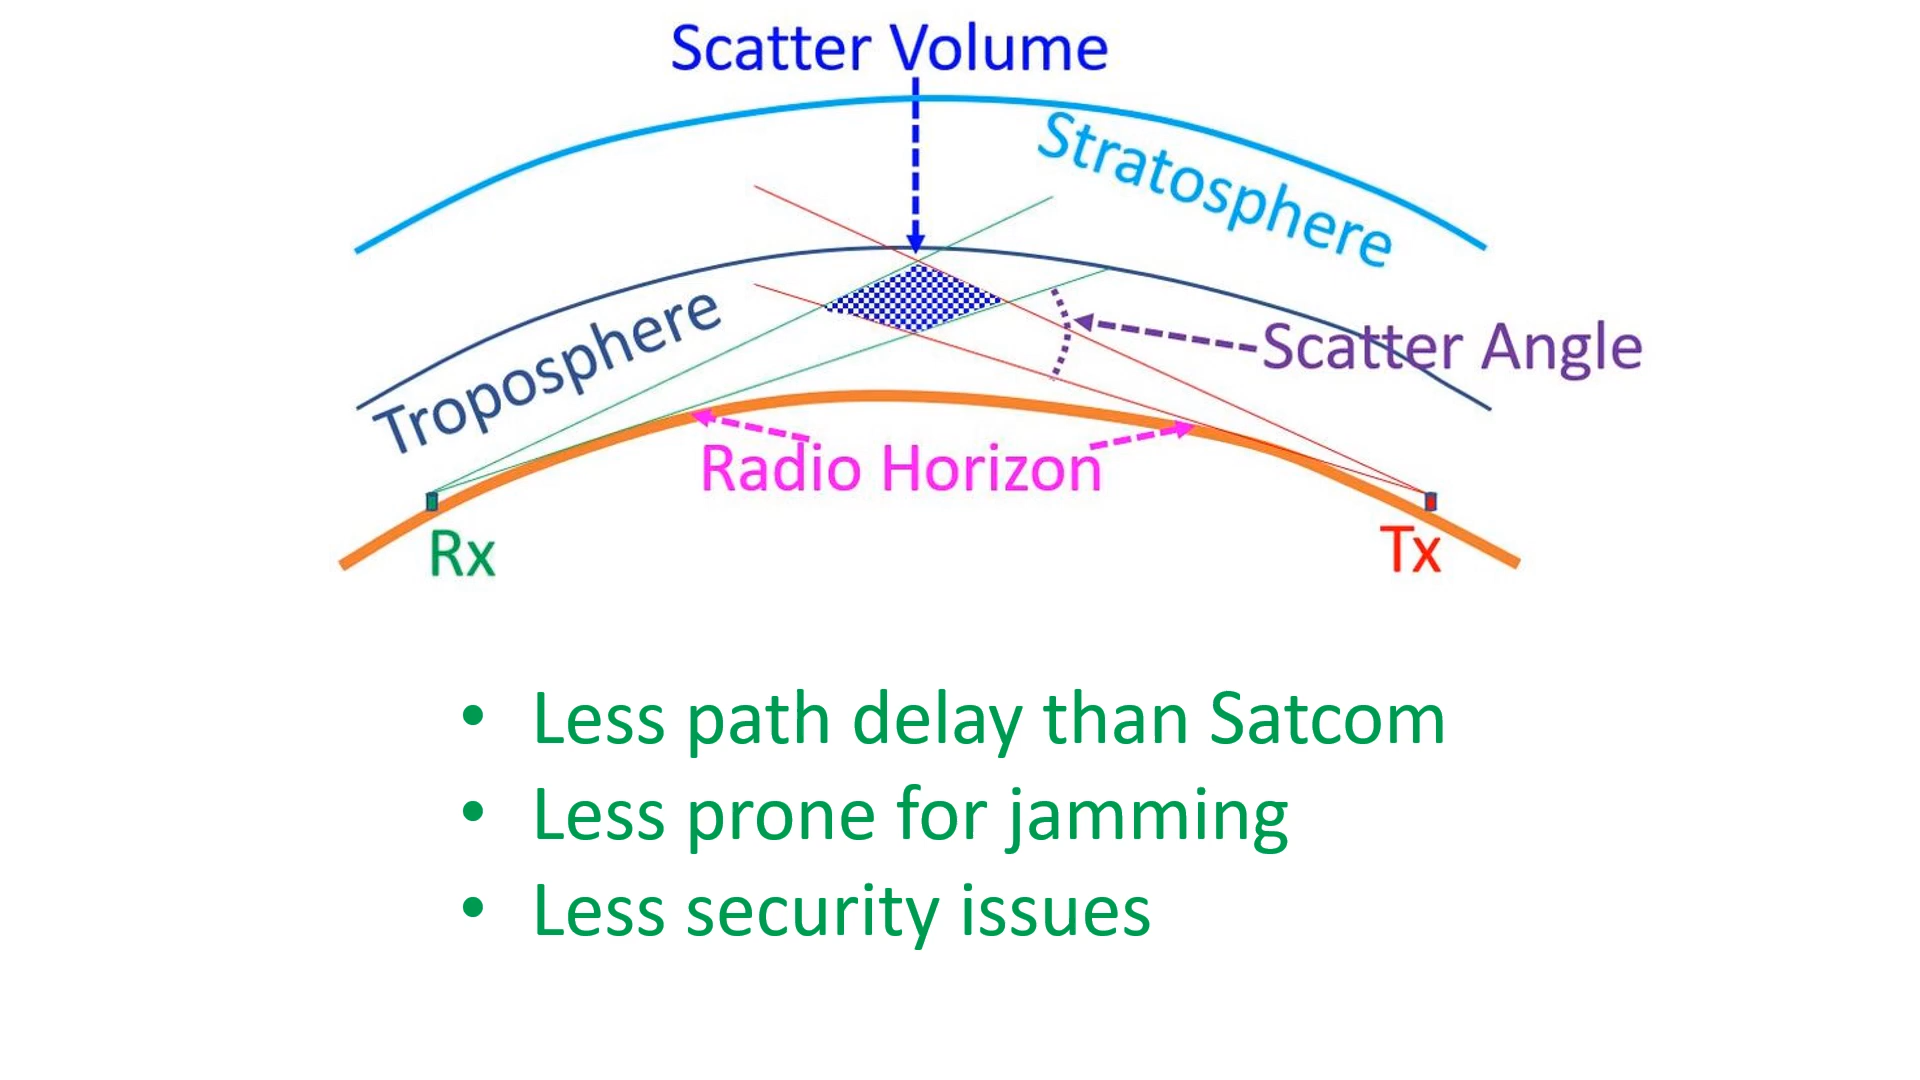 Scatter Volume
Stratosphere
Troposphere
Scatter Angle
Radio Horizon
Rx
Tx
• Less path delay than Satcom
• Less prone for jamming
• Less security issues